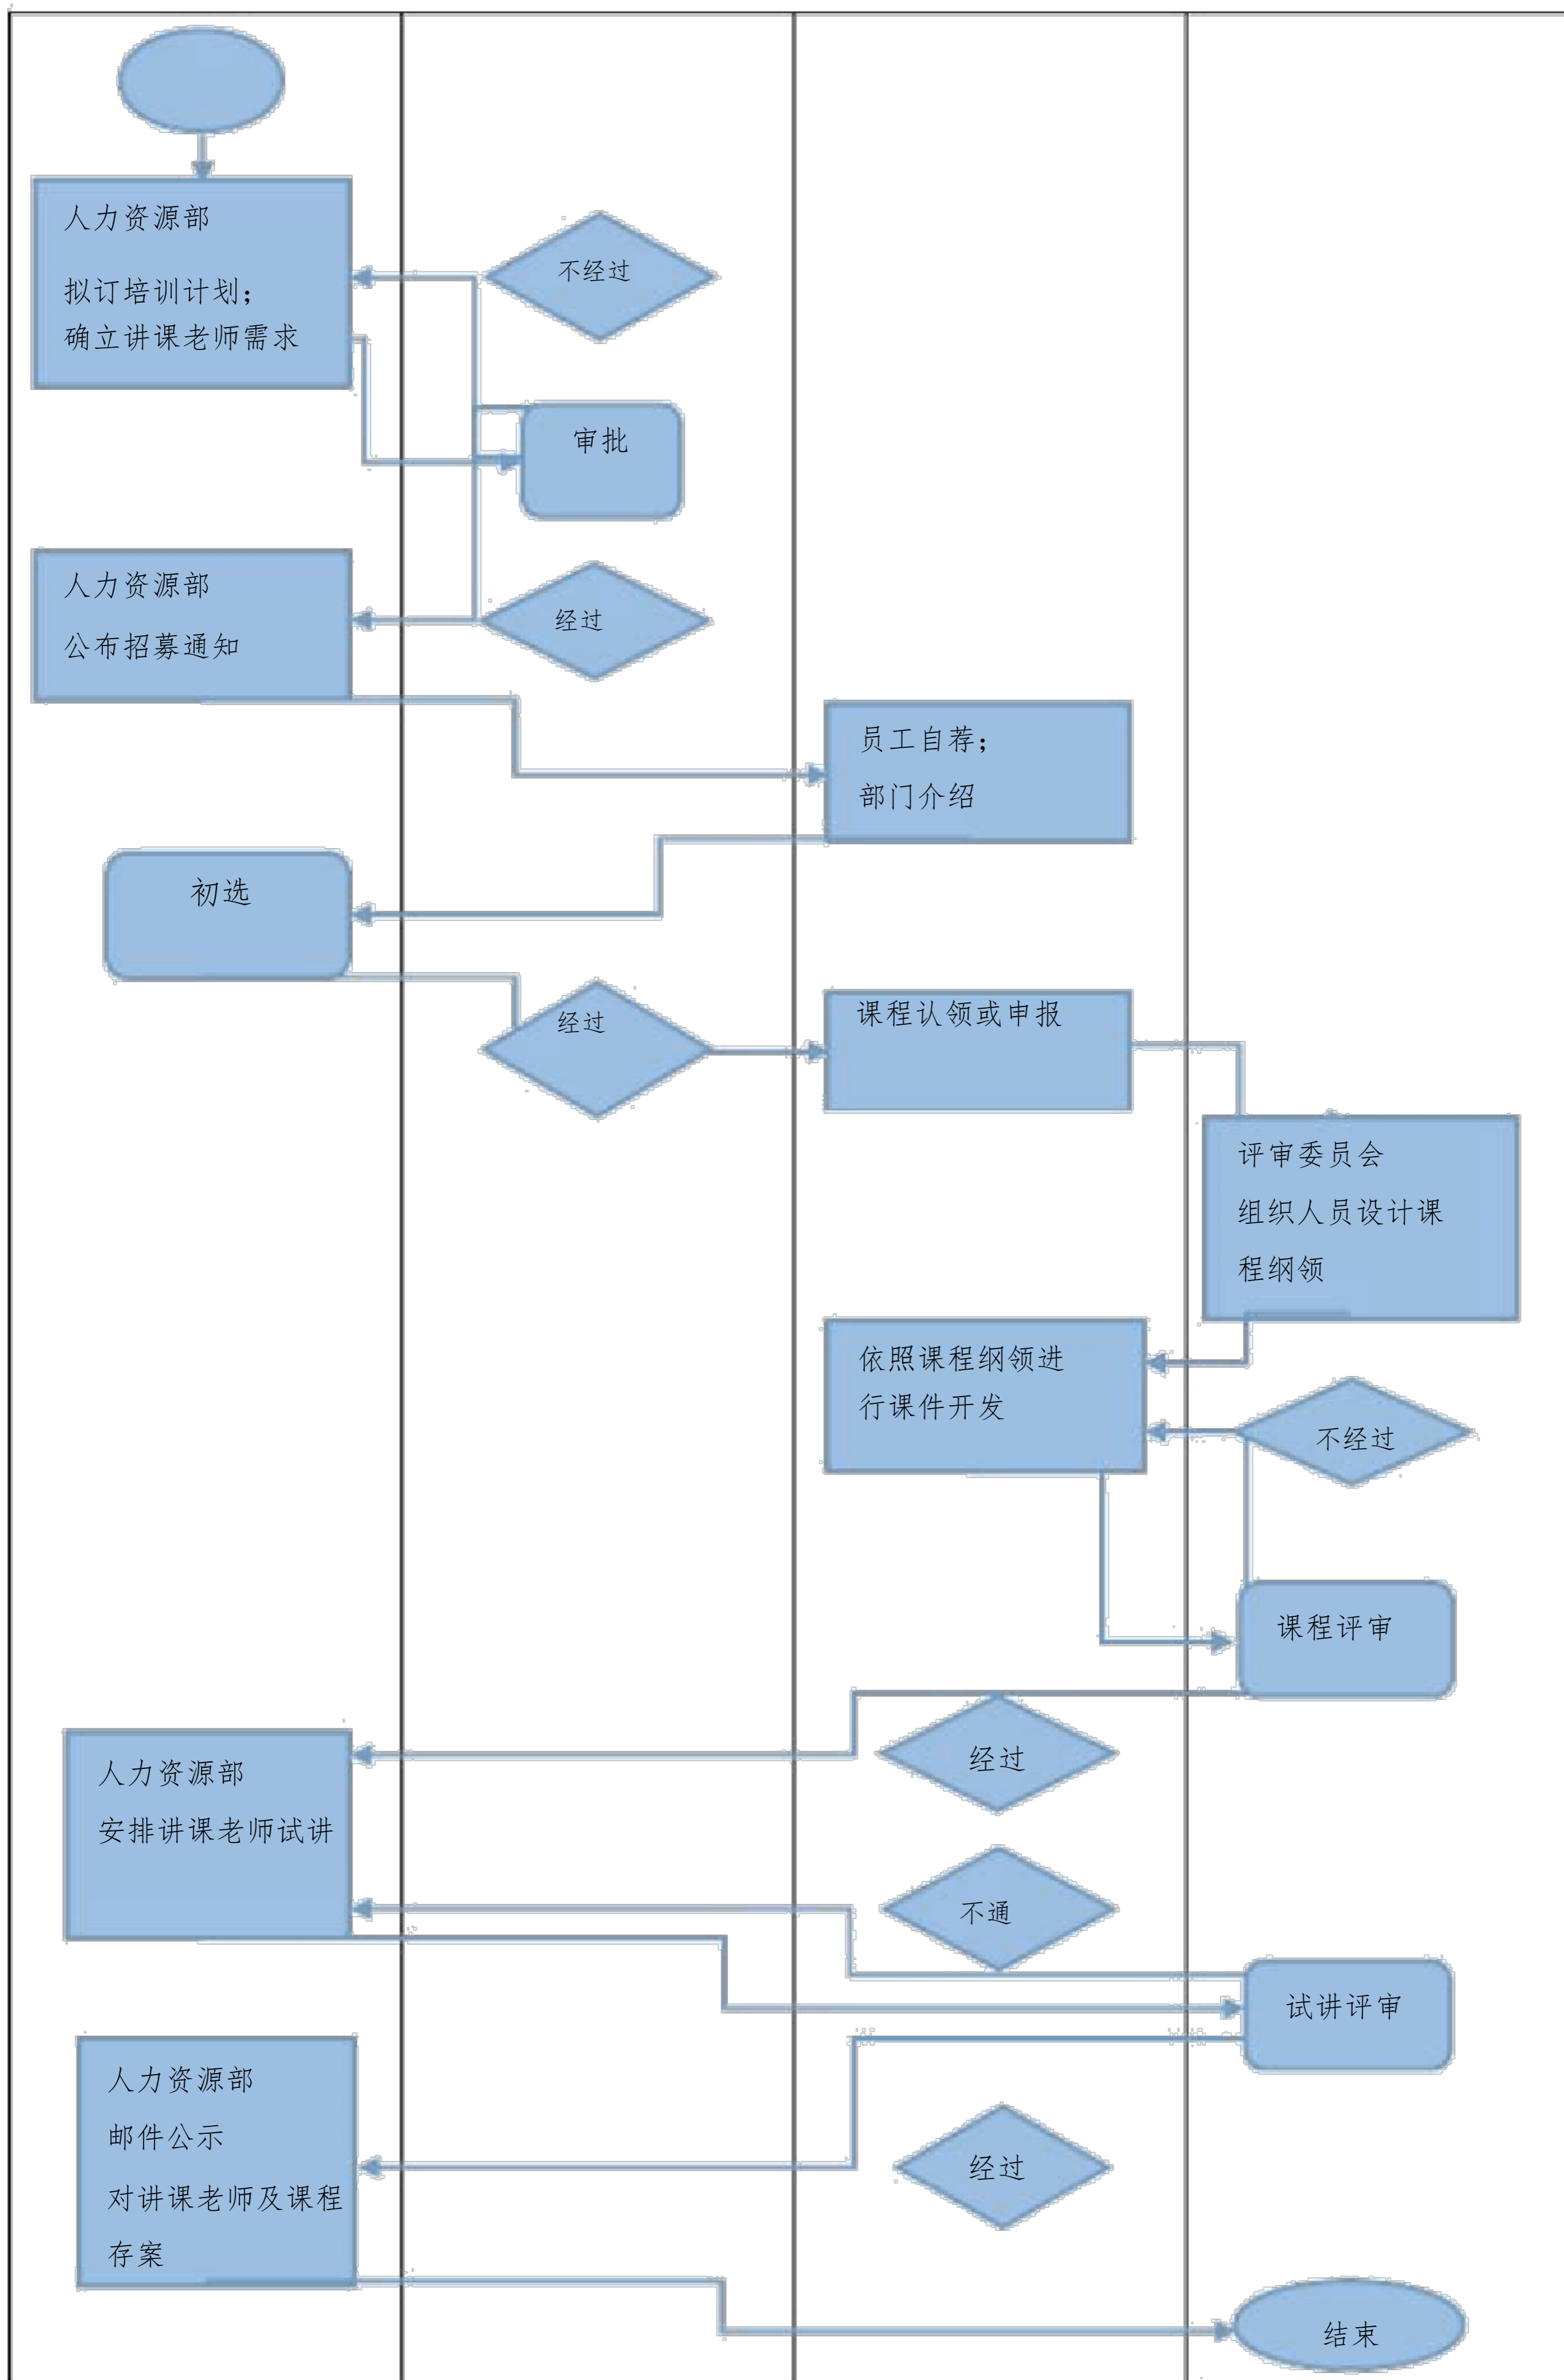 人力资源部
拟订培训计划；
确立讲课老师需求
不经过
审批
人力资源部
公布招募通知
经过
员工自荐；
部门介绍
初选
经过
课程认领或申报
评审委员会
组织人员设计课
程纲领
依照课程纲领进
行课件开发
不经过
课程评审
经过
人力资源部
安排讲课老师试讲
不通
试讲评审
人力资源部
邮件公示
对讲课老师及课程
存案
经过
结束